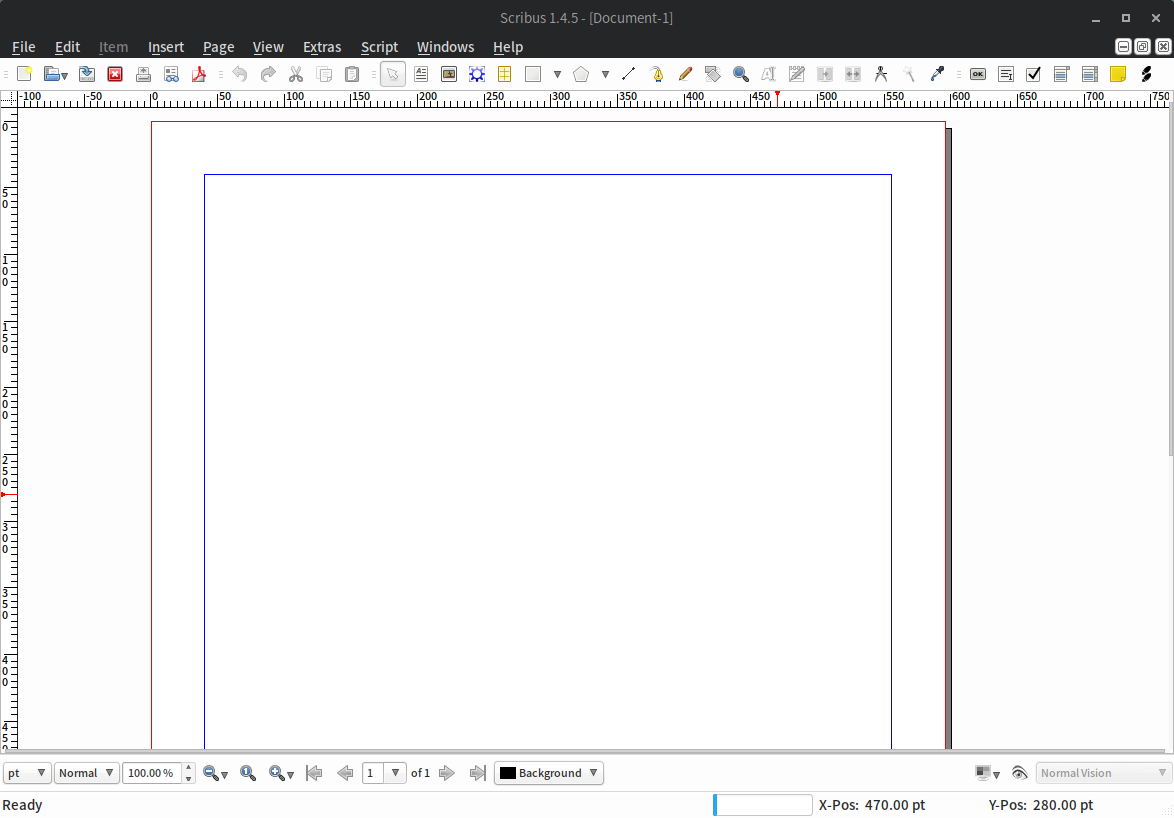 Scribus 1.4.5 - [Document-1]
File Edit Item Insert Page View Extras Script Windows Help
OK
-100 -50 0 50 100 150 200 250 300 350 400 450 500 550 600 650 700 750
0
50
100
150
200
250
300
350
400
450
pt Normal 100.00 % 1 1 of 1 Background Normal Vision
Ready X-Pos: 470.00 pt Y-Pos: 280.00 pt